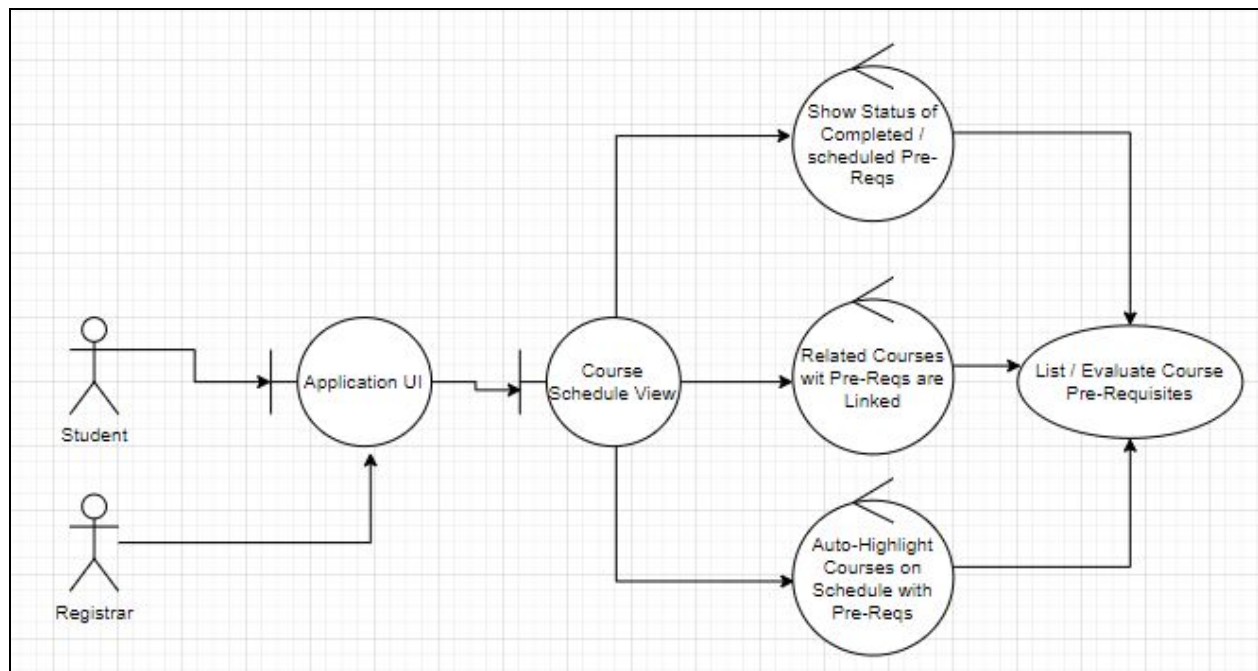 Show Status of
Completed /
scheduled Pre-
Reqs
Student
Application UI
Course
Schedule View
Related Courses
wit Pre-Reqs are
Linked
List / Evaluate Course
Pre-Requisites
Registrar
Auto-Highlight
Courses on
Schedule with
Pre-Reqs